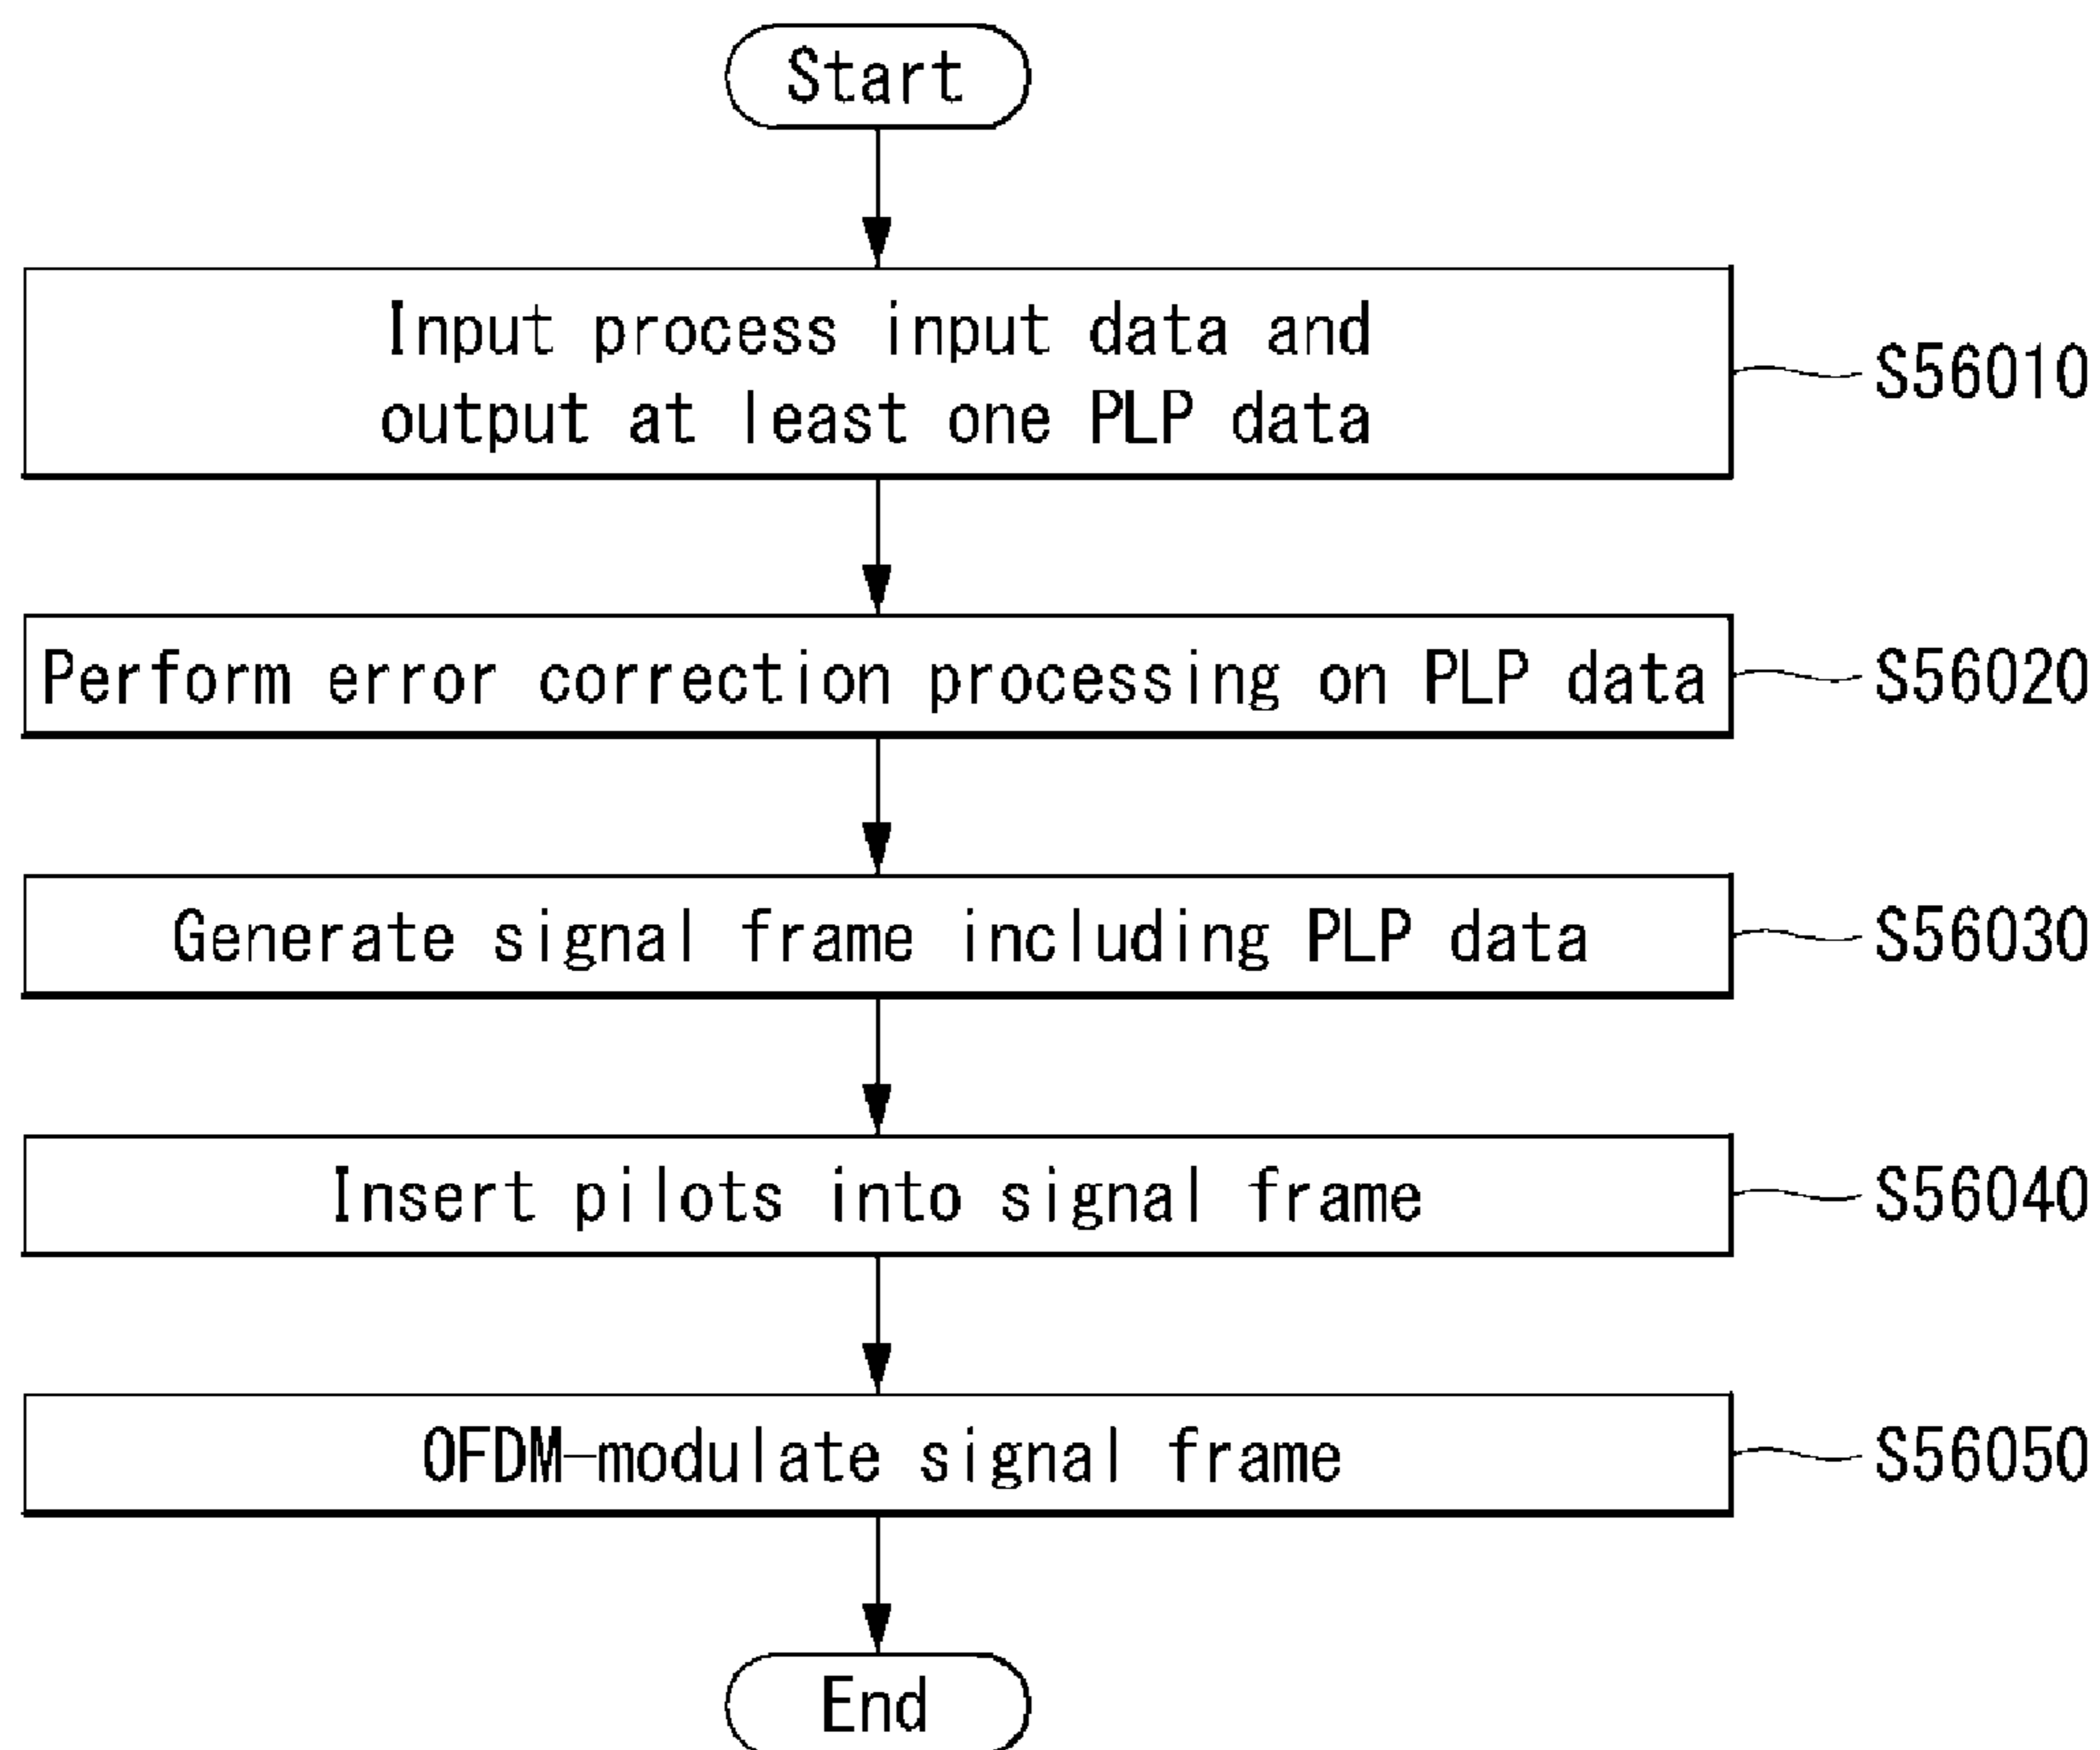 Start
Input process input data and
output at least one PLP data
S56010
Perform error correction processing on PLP data
S56020
Generate signal frame including PLP data
S56030
Insert pilots into signal frame
S56040
OFDM-modulate signal frame
S56050
End